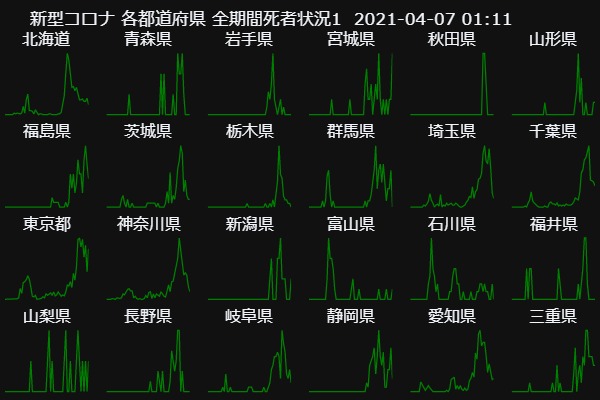 新型コロナ 各都道府県 全期間死者状況1 2021-04-07 01:11
北海道 青森県 岩手県 宮城県 秋田県 山形県
福島県 茨城県 栃木県 群馬県 埼玉県 千葉県
東京都 神奈川県 新潟県 富山県 石川県 福井県
山梨県 長野県 岐阜県 静岡県 愛知県 三重県